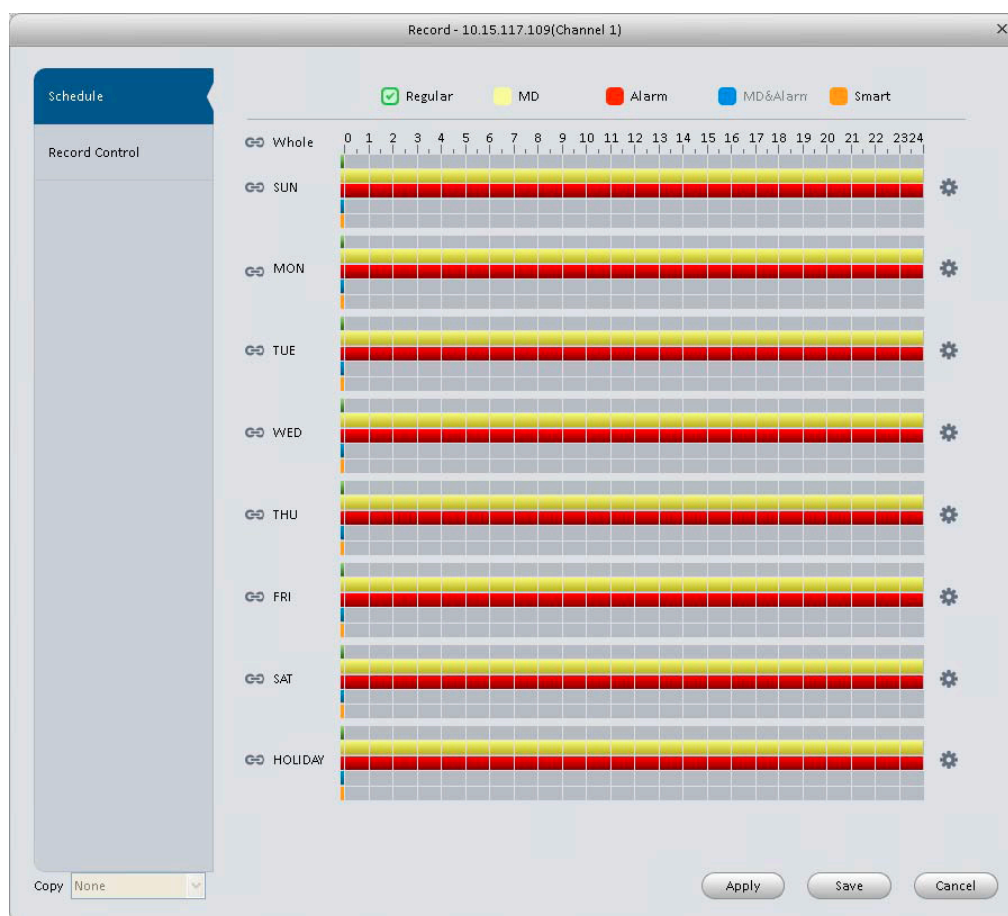 Record - 10.15.117.109(Channel 1)
Schedule
Record Control
Regular MD Alarm MD&Alarm Smart
Whole 0 1 2 3 4 5 6 7 8 9 10 11 12 13 14 15 16 17 18 19 20 21 22 2324
SUN
MON
TUE
WED
THU
FRI
SAT
HOLIDAY
Copy None Apply Save Cancel